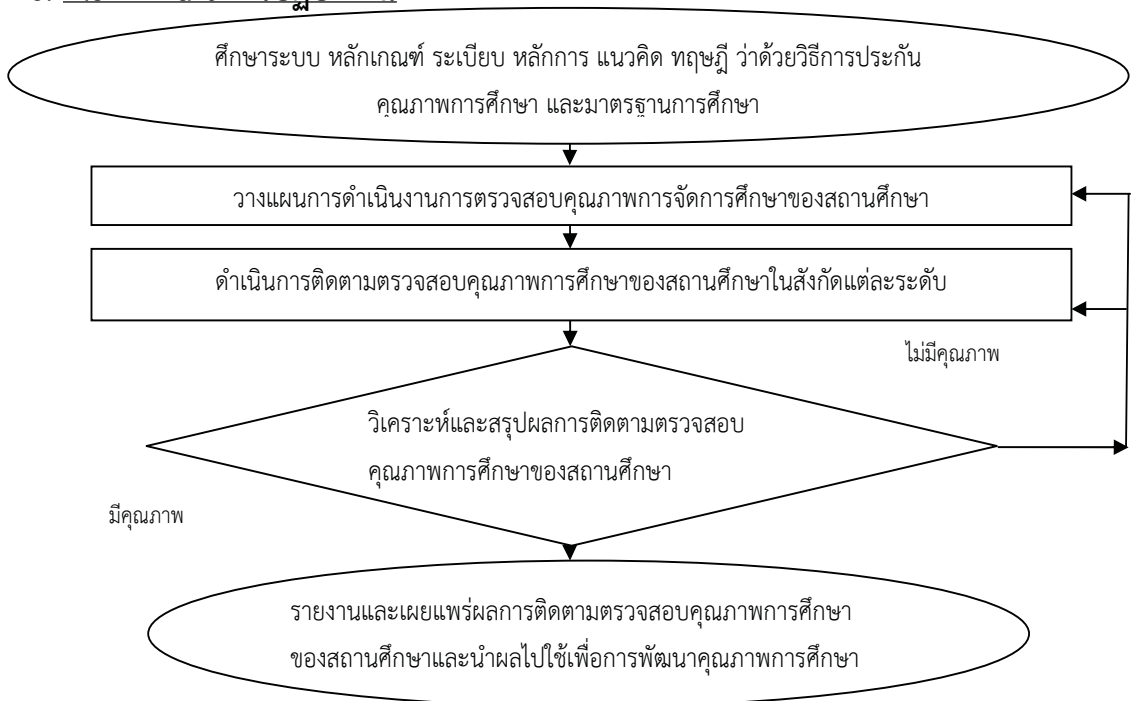 ศึกษาระบบ หลักเกณฑ์ ระเบียบ หลักการ แนวคิด ทฤษฎี ว่าด้วยวิธีการประกัน
คุณภาพการศึกษา และมาตรฐานการศึกษา
วางแผนการดำเนินงานการตรวจสอบคุณภาพการจัดการศึกษาของสถานศึกษา
ดำเนินการติดตามตรวจสอบคุณภาพการศึกษาของสถานศึกษาในสังกัดแต่ละระดับ
ไม่มีคุณภาพ
วิเคราะห์และสรุปผลการติดตามตรวจสอบ
คุณภาพการศึกษาของสถานศึกษา
มีคุณภาพ
รายงานและเผยแพร่ผลการติดตามตรวจสอบคุณภาพการศึกษา
ของสถานศึกษาและนำผลไปใช้เพื่อการพัฒนาคุณภาพการศึกษา